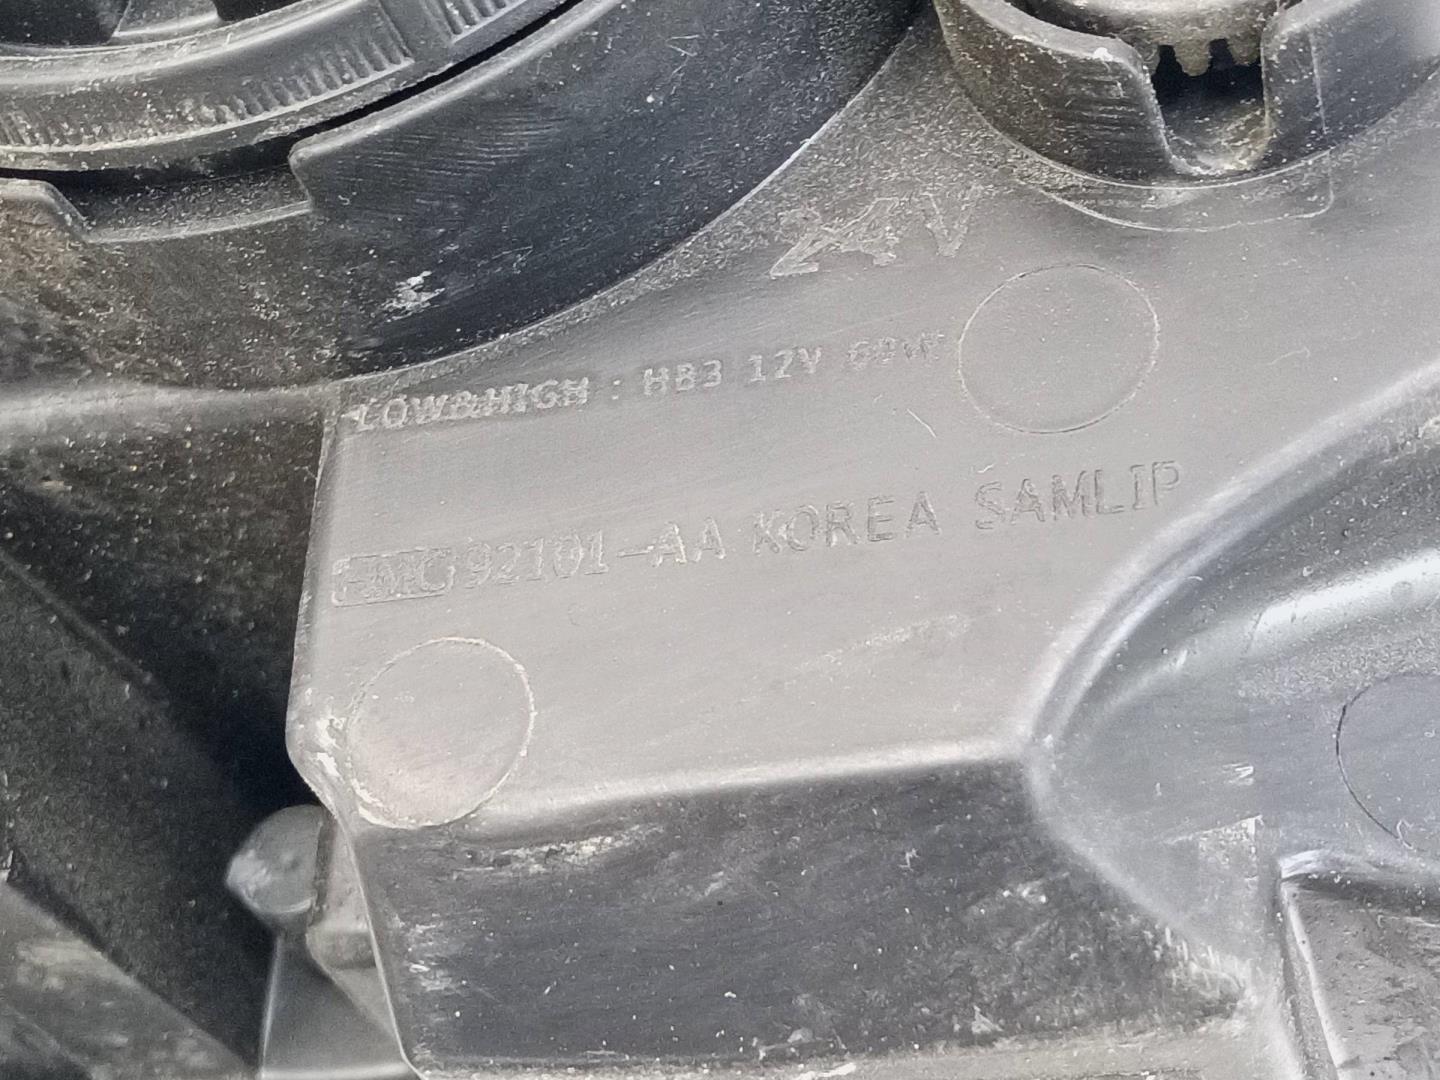 24V
LOW&HIGH : HB3 12V 60W
HMC 92101-AA KOREA SAMLIP